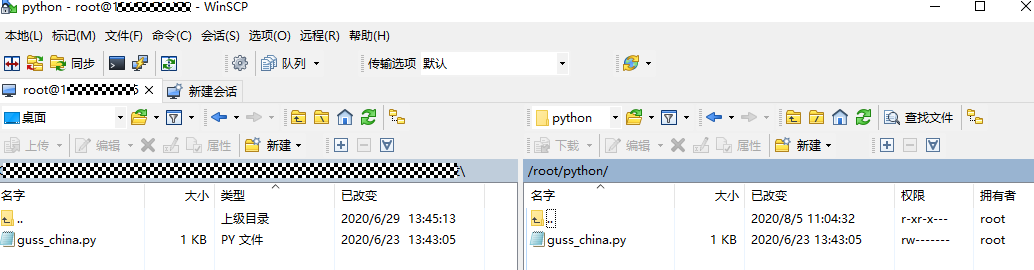 python - root@1 - WinSCP
本地(L) 标记(M) 文件(F) 命令(C) 会话(S) 选项(O) 远程(R) 帮助(H)
同步 队列 传输选项 默认
root@1 5 新建会话
桌面 python 查找文件
上传 编辑 属性 新建 下载 编辑 属性 新建
\ /root/python/
名字 大小 类型 已改变 名字 大小 已改变 权限 拥有者
.. 上级目录 2020/6/29 13:45:13 .. 2020/8/5 11:04:32 r-xr-x--- root
guss_china.py 1 KB PY 文件 2020/6/23 13:43:05 guss_china.py 1 KB 2020/6/23 13:43:05 rw------- root